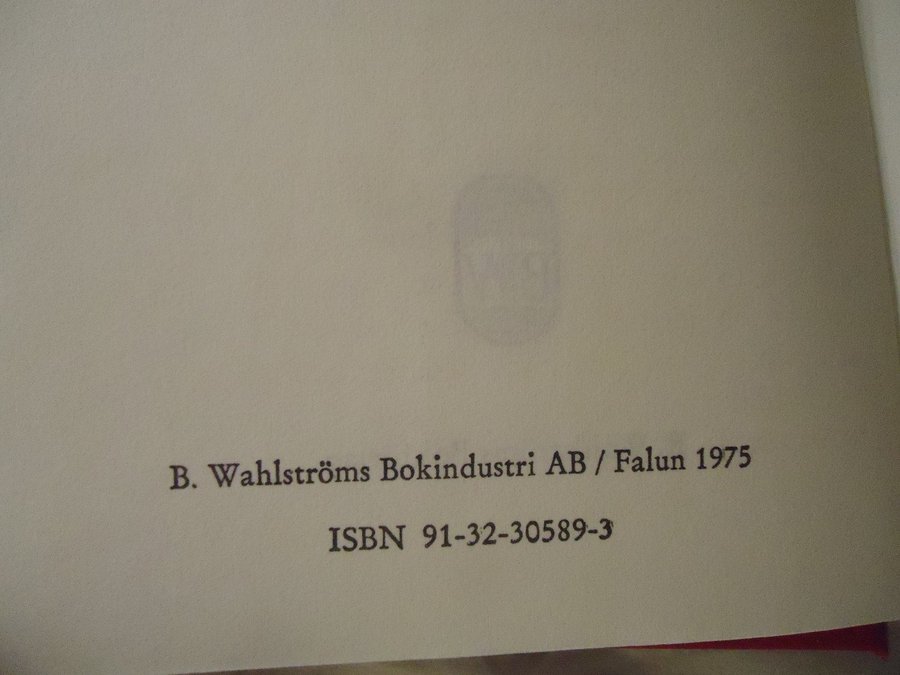 B. Wahlströms Bokindustri AB / Falun 1975
ISBN 91-32-30589-3